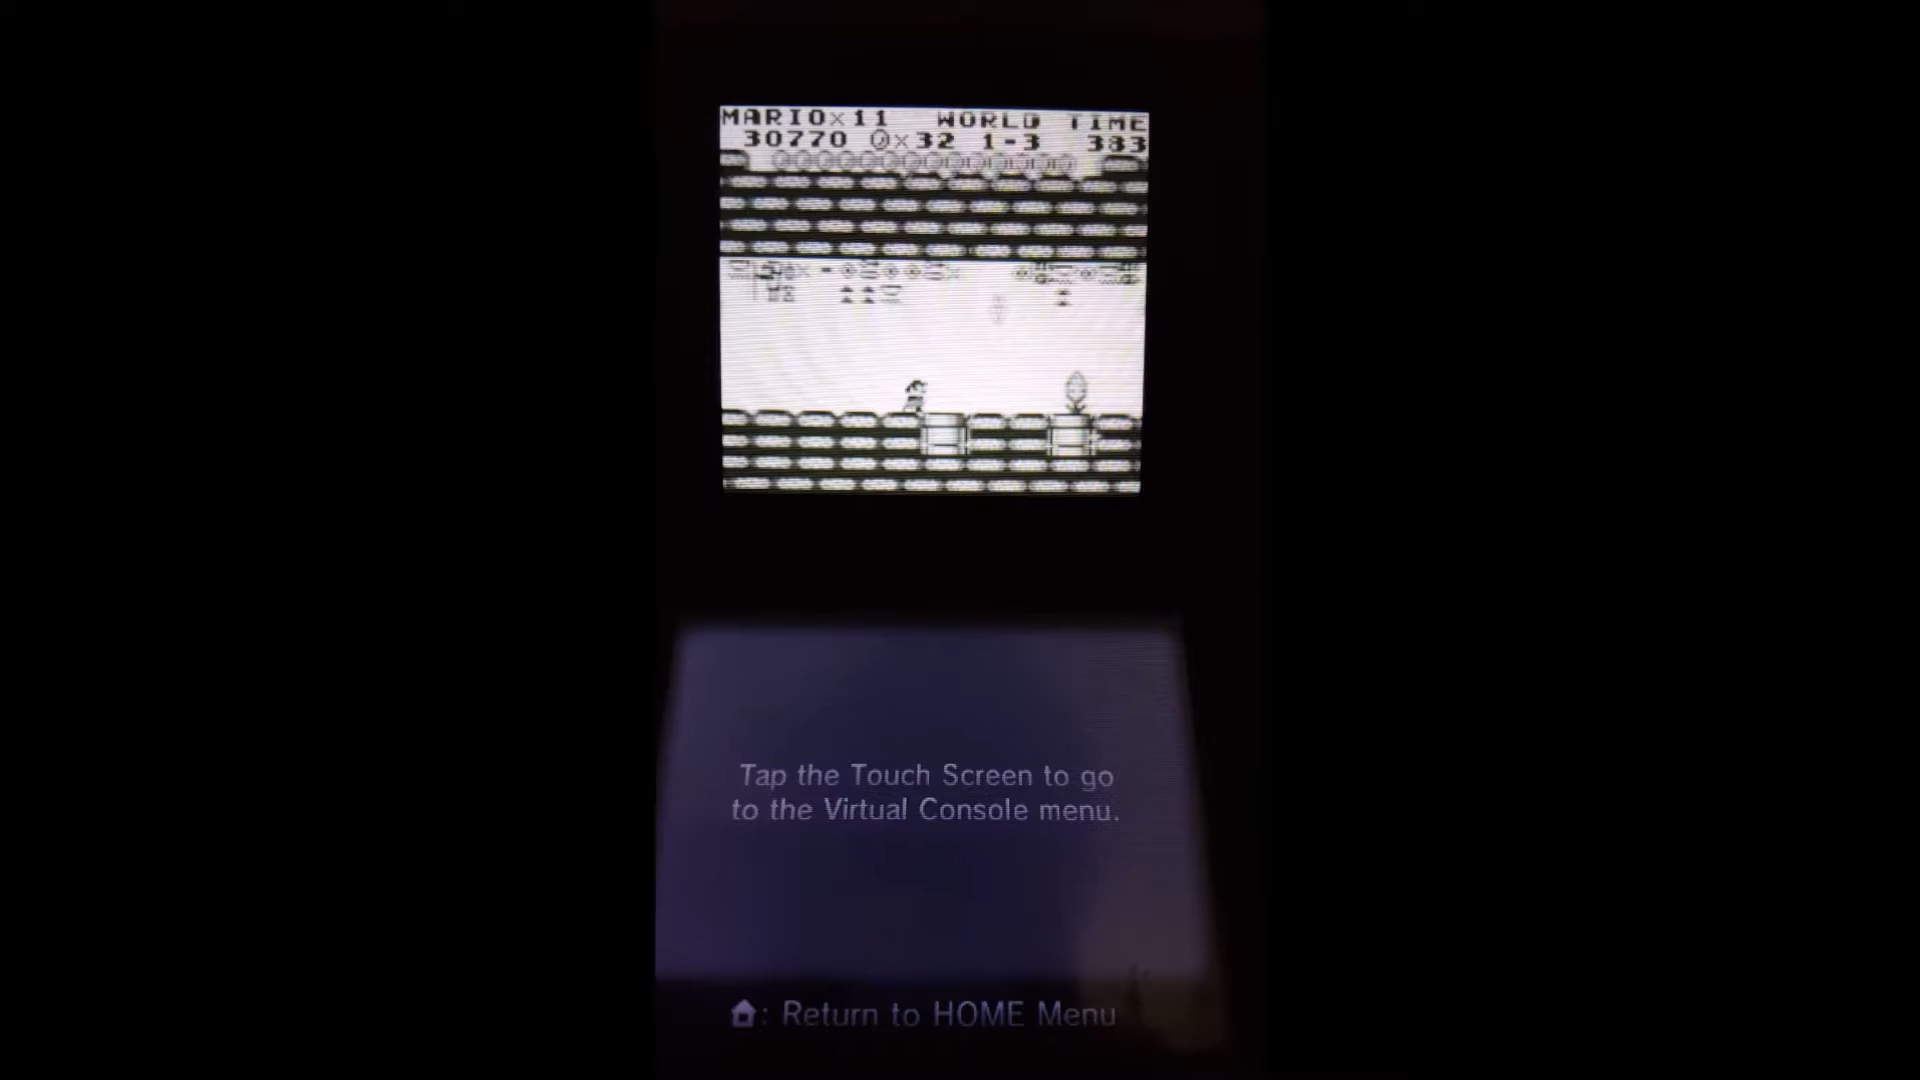 MARIO×11 WORLD TIME
30770 ×32 1-3 383
Tap the Touch Screen to go
to the Virtual Console menu.
: Return to HOME Menu